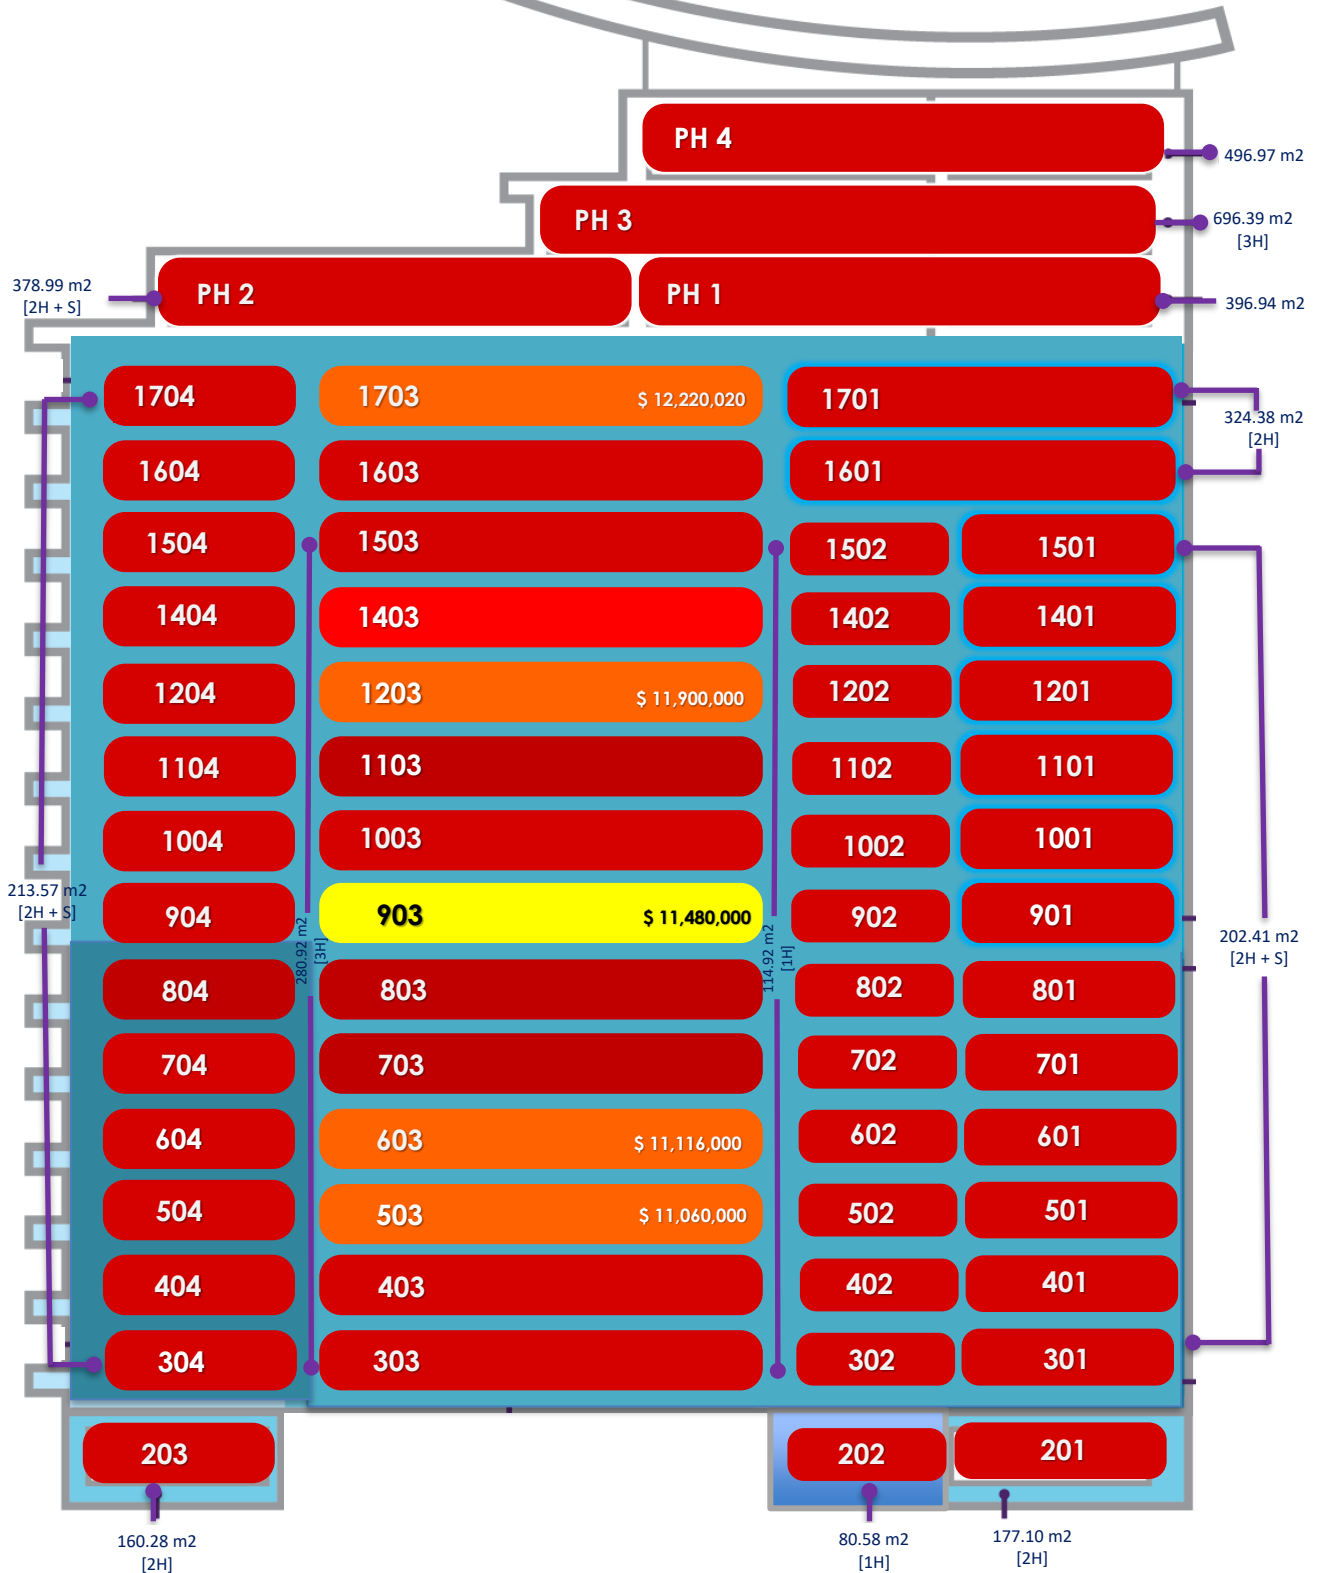 PH 4
496.97 m2
PH 3
696.39 m2
[3H]
378.99 m2
[2H + S]
PH 2
PH 1
396.94 m2
1704
1703
$ 12,220,020
1701
324.38 m2
[2H]
1604
1603
1601
1504
1503
1502
1501
1404
1403
1402
1401
1204
1203
$ 11,900,000
1202
1201
1104
1103
1102
1101
1004
1003
1002
1001
213.57 m2
[2H + S]
904
280.92 m2
[3H]
903
$ 11,480,000
114.92 m2
[1H]
902
901
202.41 m2
[2H + S]
804
803
802
801
704
703
702
701
604
603
$ 11,116,000
602
601
504
503
$ 11,060,000
502
501
404
403
402
401
304
303
302
301
203
202
201
160.28 m2
[2H]
80.58 m2
[1H]
177.10 m2
[2H]